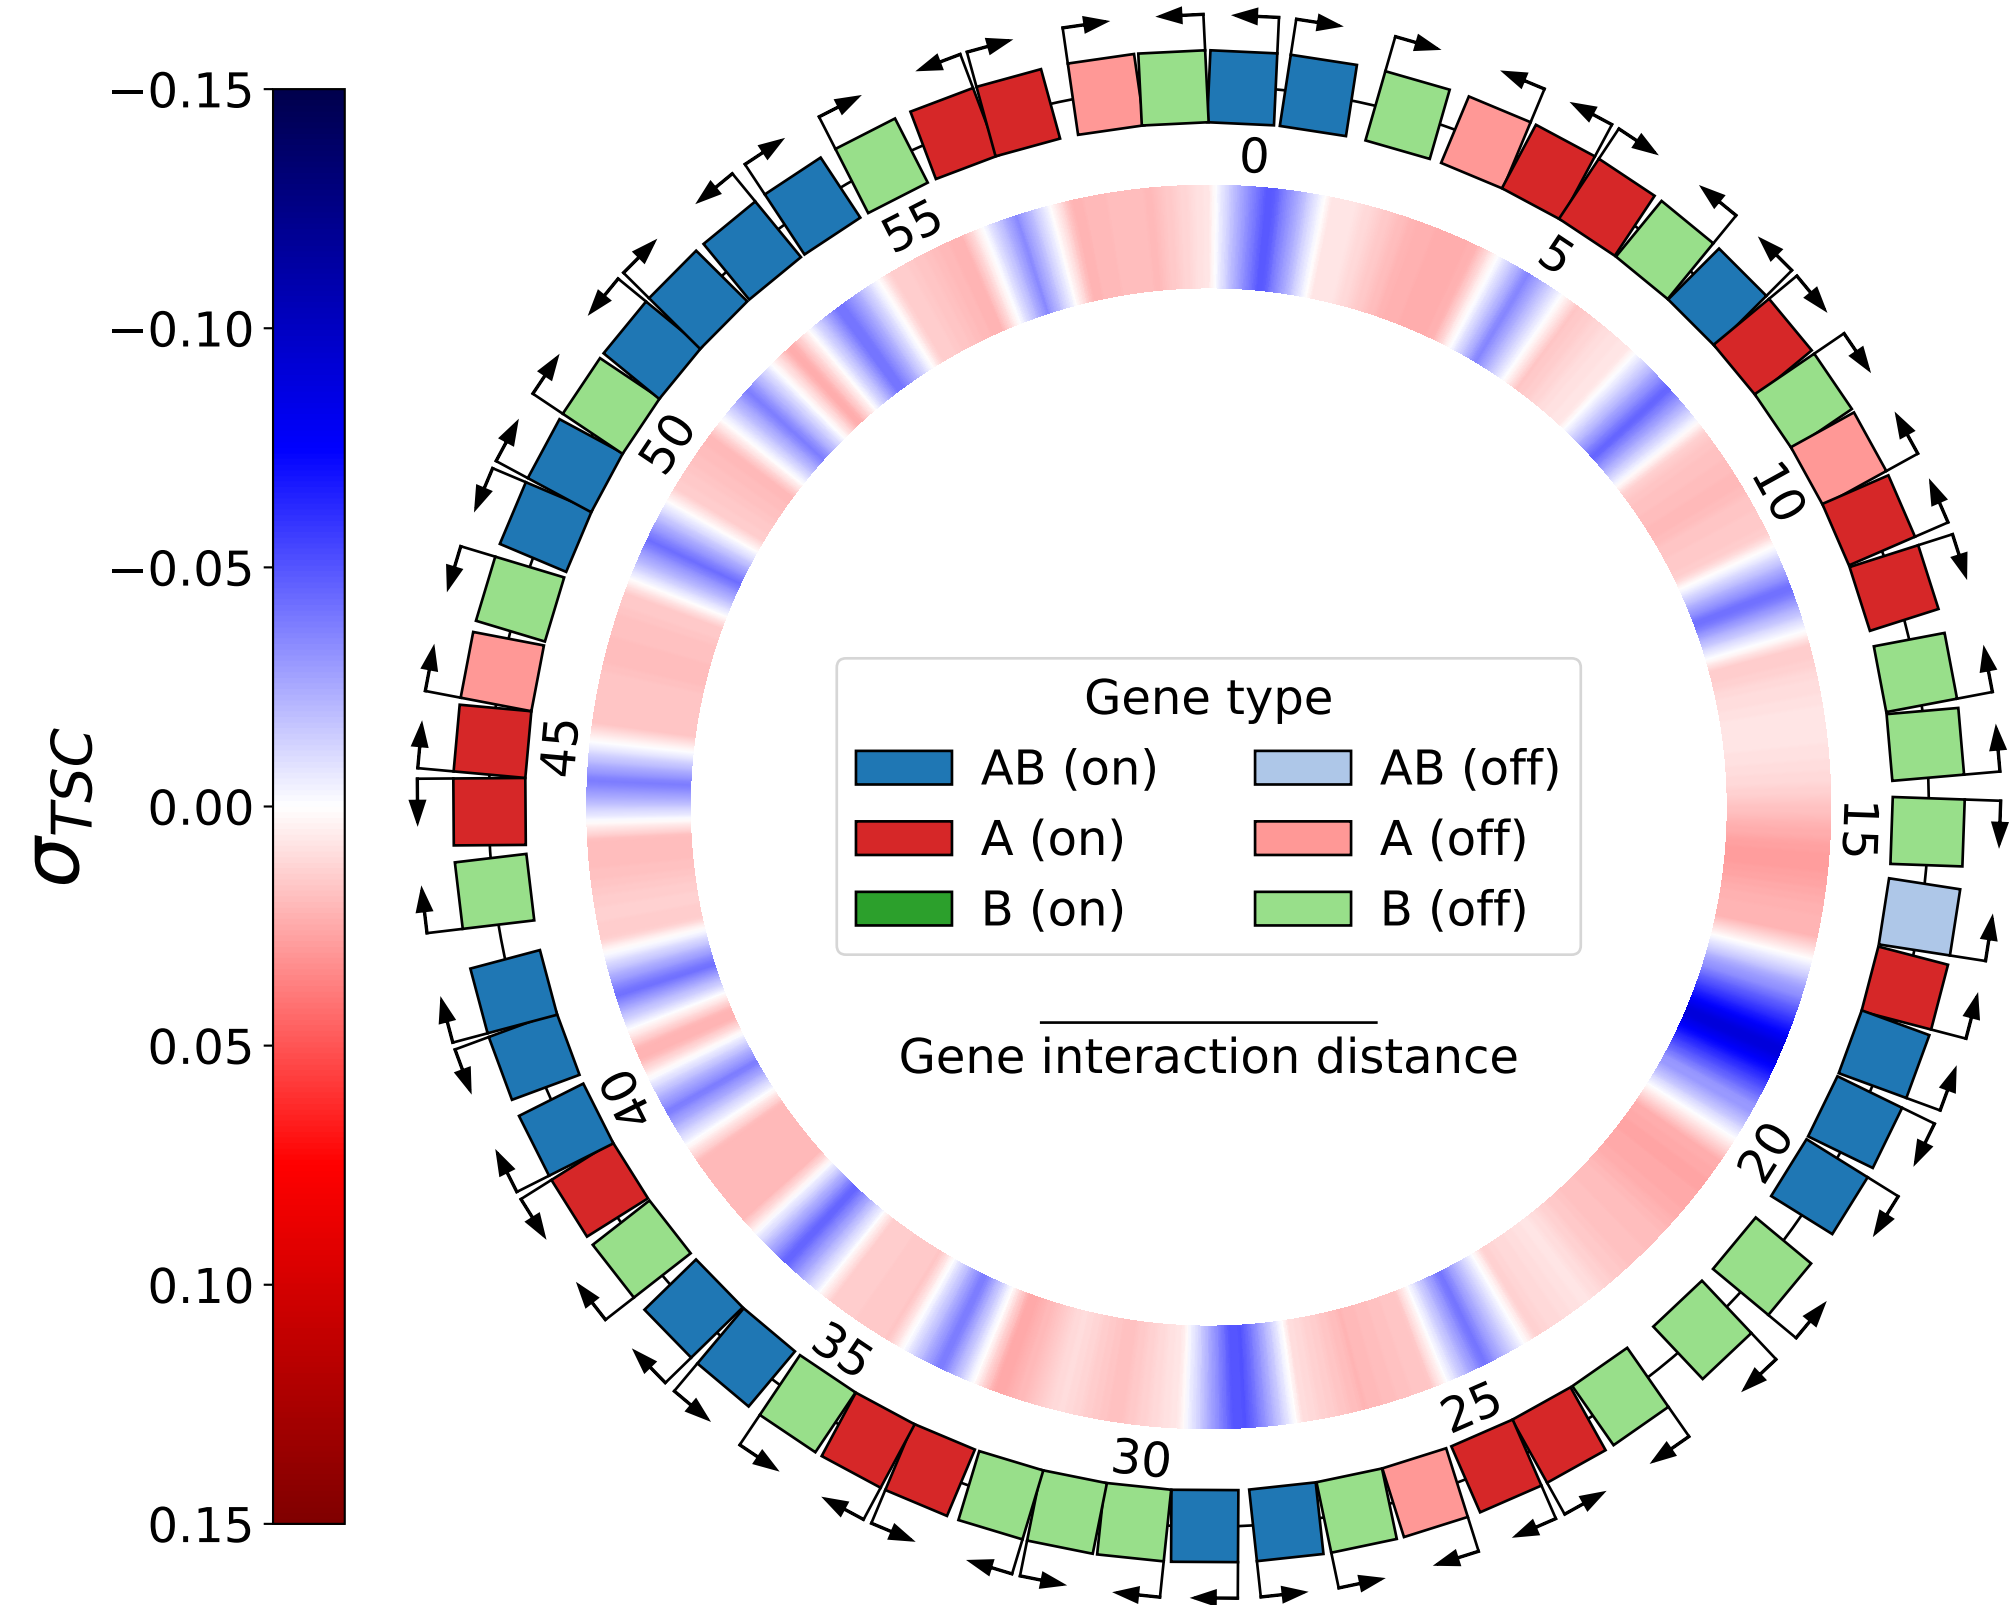 −0.15
−0.10
−0.05
0.00
0.05
0.10
0.15
σTSC
0
5
10
15
20
25
30
35
40
45
50
55
Gene type
AB (on)
AB (off)
A (on)
A (off)
B (on)
B (off)
Gene interaction distance